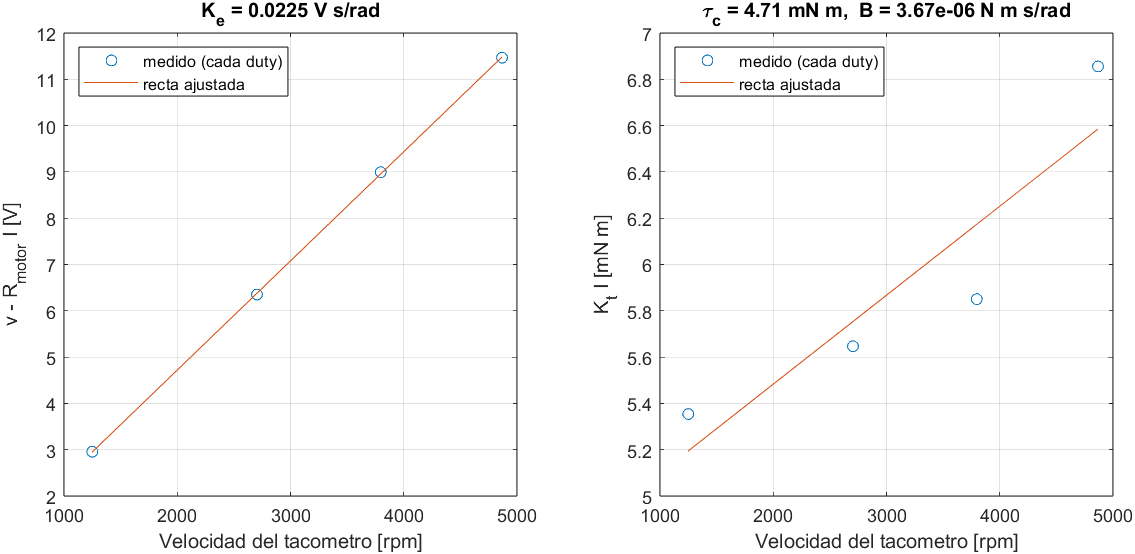 K_e = 0.0225 V s/rad
12
11
10
9
8
7
6
5
4
3
2
v - R_motor I [V]
medido (cada duty)
recta ajustada
1000 2000 3000 4000 5000
Velocidad del tacometro [rpm]
τ_c = 4.71 mN m, B = 3.67e-06 N m s/rad
7
6.8
6.6
6.4
6.2
6
5.8
5.6
5.4
5.2
5
K_t I [mN m]
medido (cada duty)
recta ajustada
1000 2000 3000 4000 5000
Velocidad del tacometro [rpm]